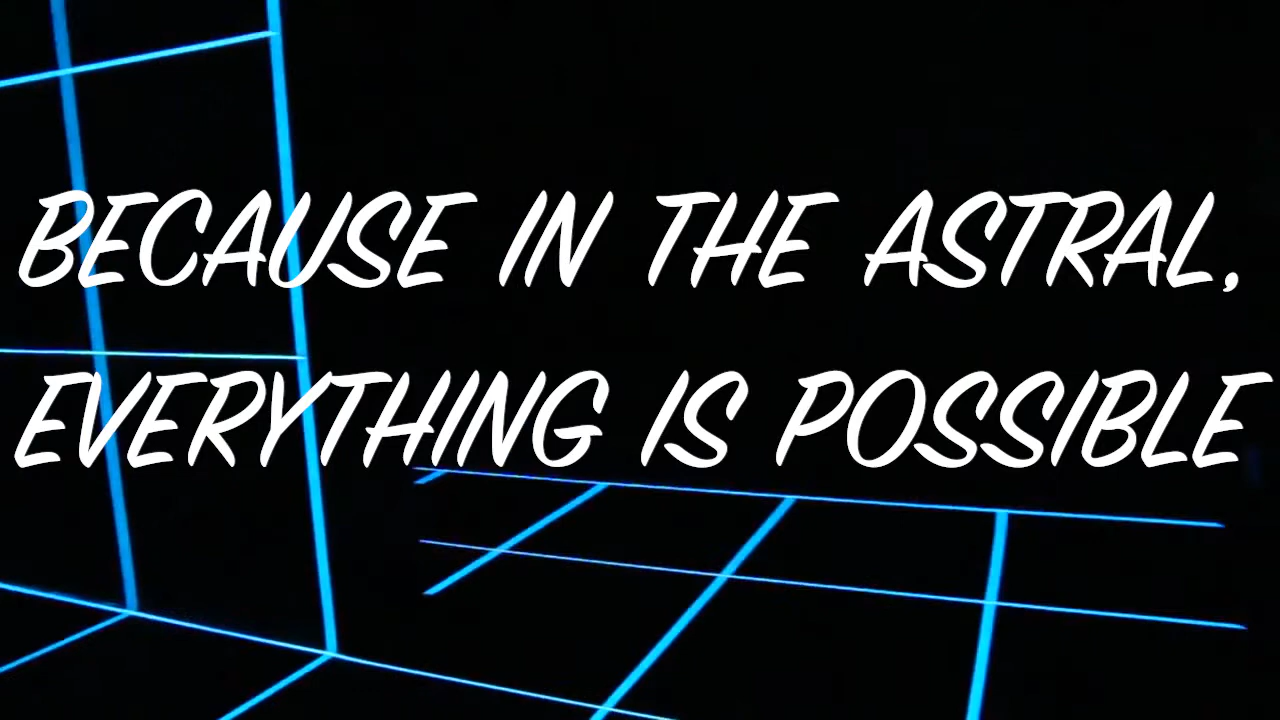 BECAUSE IN THE ASTRAL,
EVERYTHING IS POSSIBLE